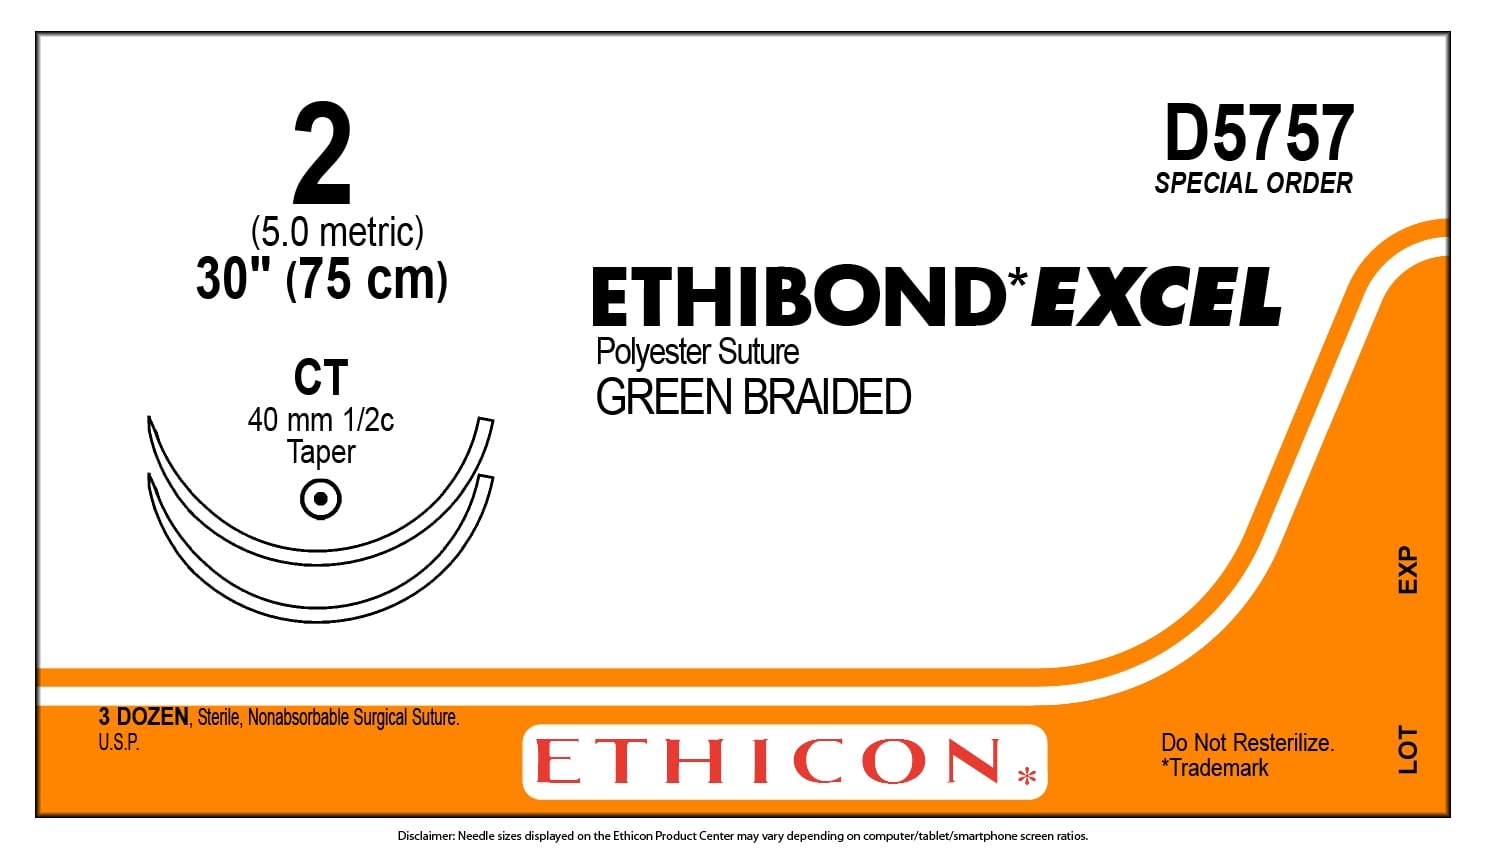 2
(5.0 metric)
30" (75 cm)
CT
40 mm 1/2c
Taper
D5757
SPECIAL ORDER
ETHIBOND*EXCEL
Polyester Suture
GREEN BRAIDED
EXP
LOT
3 DOZEN, Sterile, Nonabsorbable Surgical Suture.
U.S.P.
ETHICON*
Do Not Resterilize.
*Trademark
Disclaimer: Needle sizes displayed on the Ethicon Product Center may vary depending on computer/tablet/smartphone screen ratios.